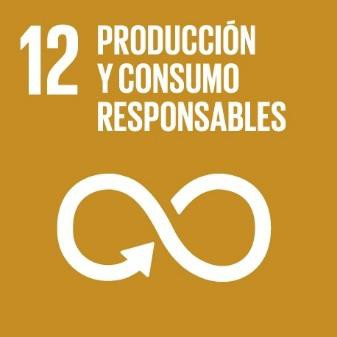 12 PRODUCCIÓN
Y CONSUMO
RESPONSABLES